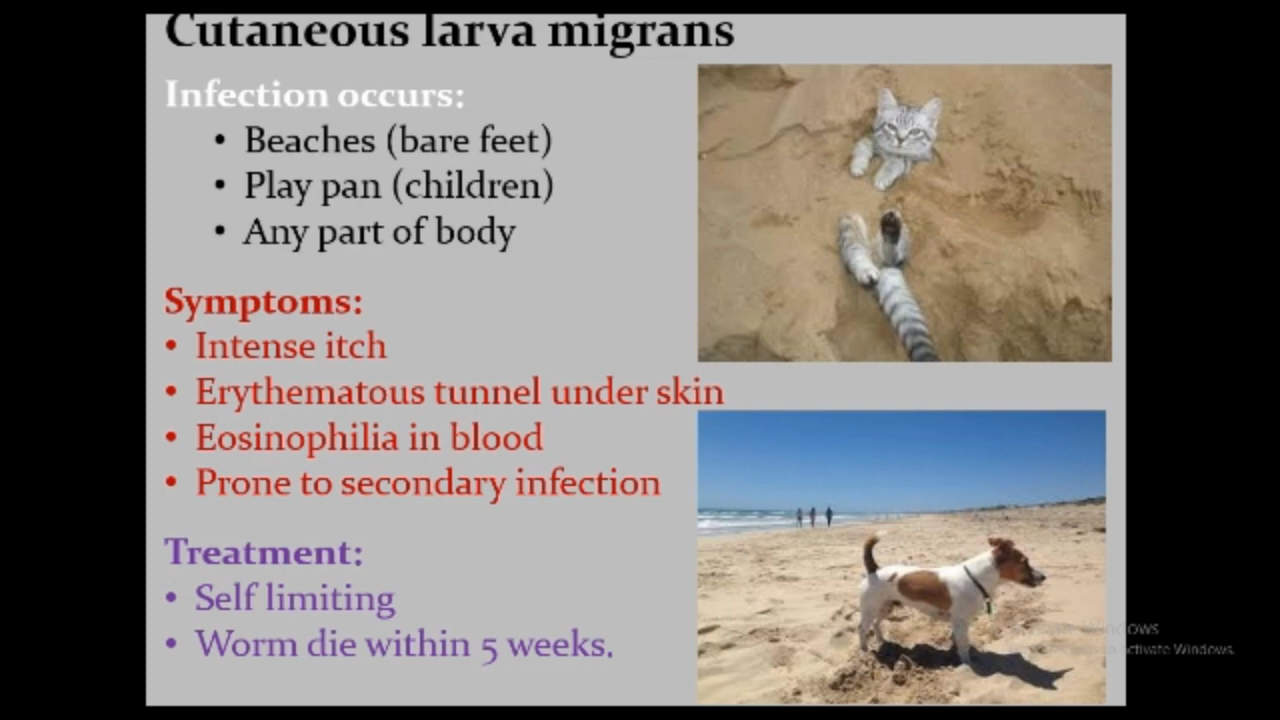 Cutaneous larva migrans
Infection occurs:
• Beaches (bare feet)
• Play pan (children)
• Any part of body
Symptoms:
• Intense itch
• Erythematous tunnel under skin
• Eosinophilia in blood
• Prone to secondary infection
Treatment:
• Self limiting
• Worm die within 5 weeks.
Activate Windows.